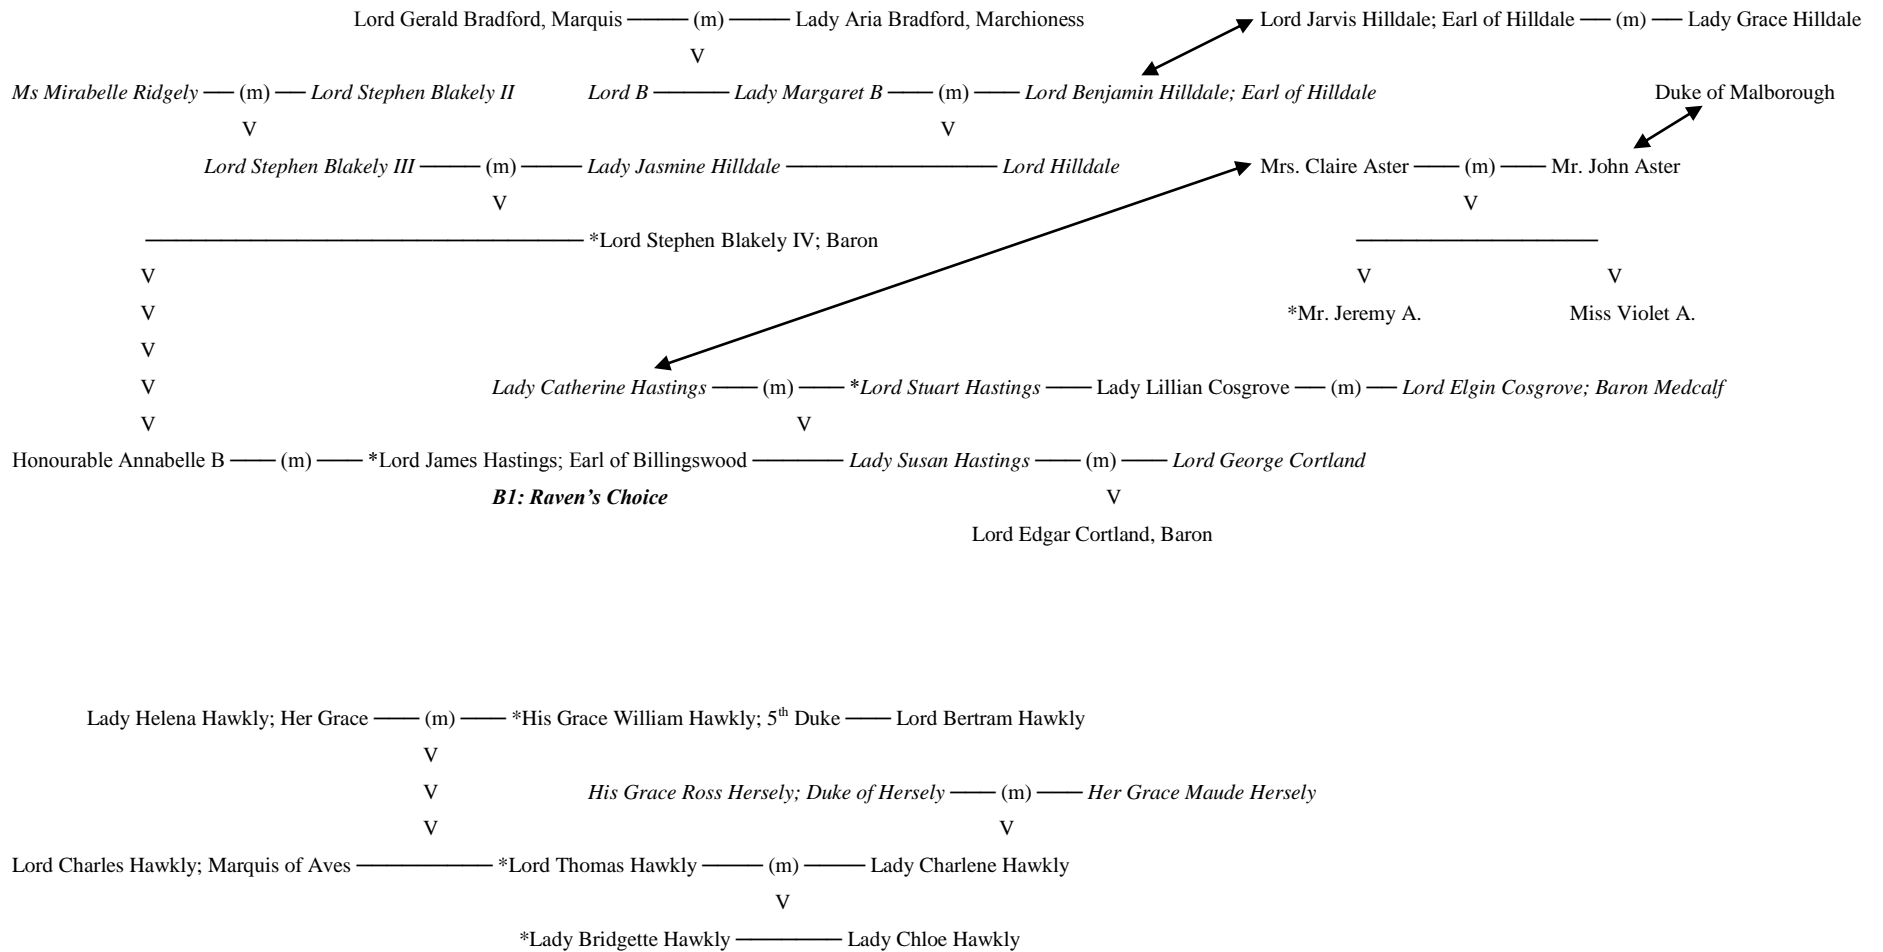 Lord Gerald Bradford, Marquis —— (m) —— Lady Aria Bradford, Marchioness Lord Jarvis Hilldale; Earl of Hilldale —— (m) —— Lady Grace Hilldale
V
Ms Mirabelle Ridgely —— (m) —— Lord Stephen Blakely II Lord B —— Lady Margaret B —— (m) —— Lord Benjamin Hilldale; Earl of Hilldale Duke of Malborough
V V
Lord Stephen Blakely III —— (m) —— Lady Jasmine Hilldale —— Lord Hilldale Mrs. Claire Aster —— (m) —— Mr. John Aster
V V
—— *Lord Stephen Blakely IV; Baron ——
V V V
V *Mr. Jeremy A. Miss Violet A.
V
V Lady Catherine Hastings —— (m) —— *Lord Stuart Hastings —— Lady Lillian Cosgrove —— (m) —— Lord Elgin Cosgrove; Baron Medcalf
V V
Honourable Annabelle B —— (m) —— *Lord James Hastings; Earl of Billingswood —— Lady Susan Hastings —— (m) —— Lord George Cortland
B1: Raven’s Choice V
Lord Edgar Cortland, Baron
Lady Helena Hawkly; Her Grace —— (m) —— *His Grace William Hawkly; 5th Duke —— Lord Bertram Hawkly
V
V His Grace Ross Hersely; Duke of Hersely —— (m) —— Her Grace Maude Hersely
V V
Lord Charles Hawkly; Marquis of Aves —— *Lord Thomas Hawkly —— (m) —— Lady Charlene Hawkly
V
*Lady Bridgette Hawkly —— Lady Chloe Hawkly